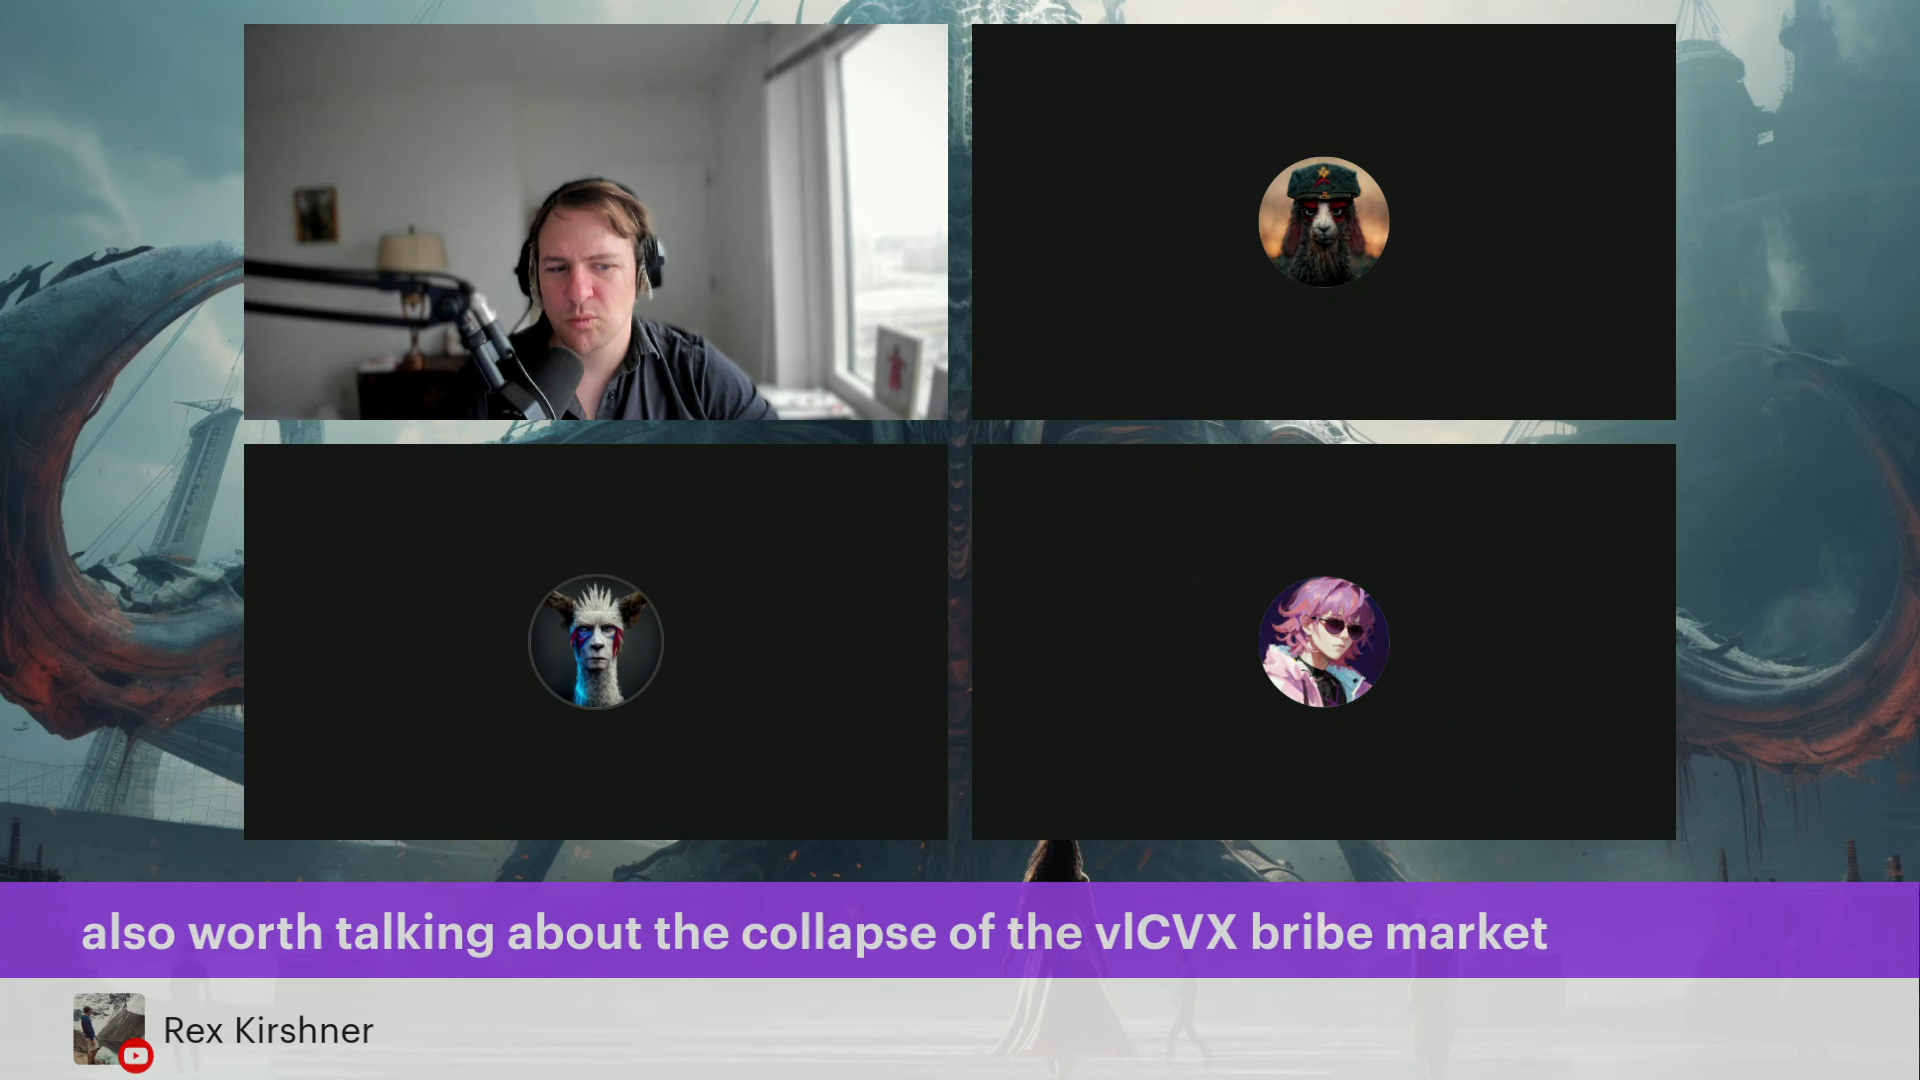 also worth talking about the collapse of the vlCVX bribe market
Rex Kirshner